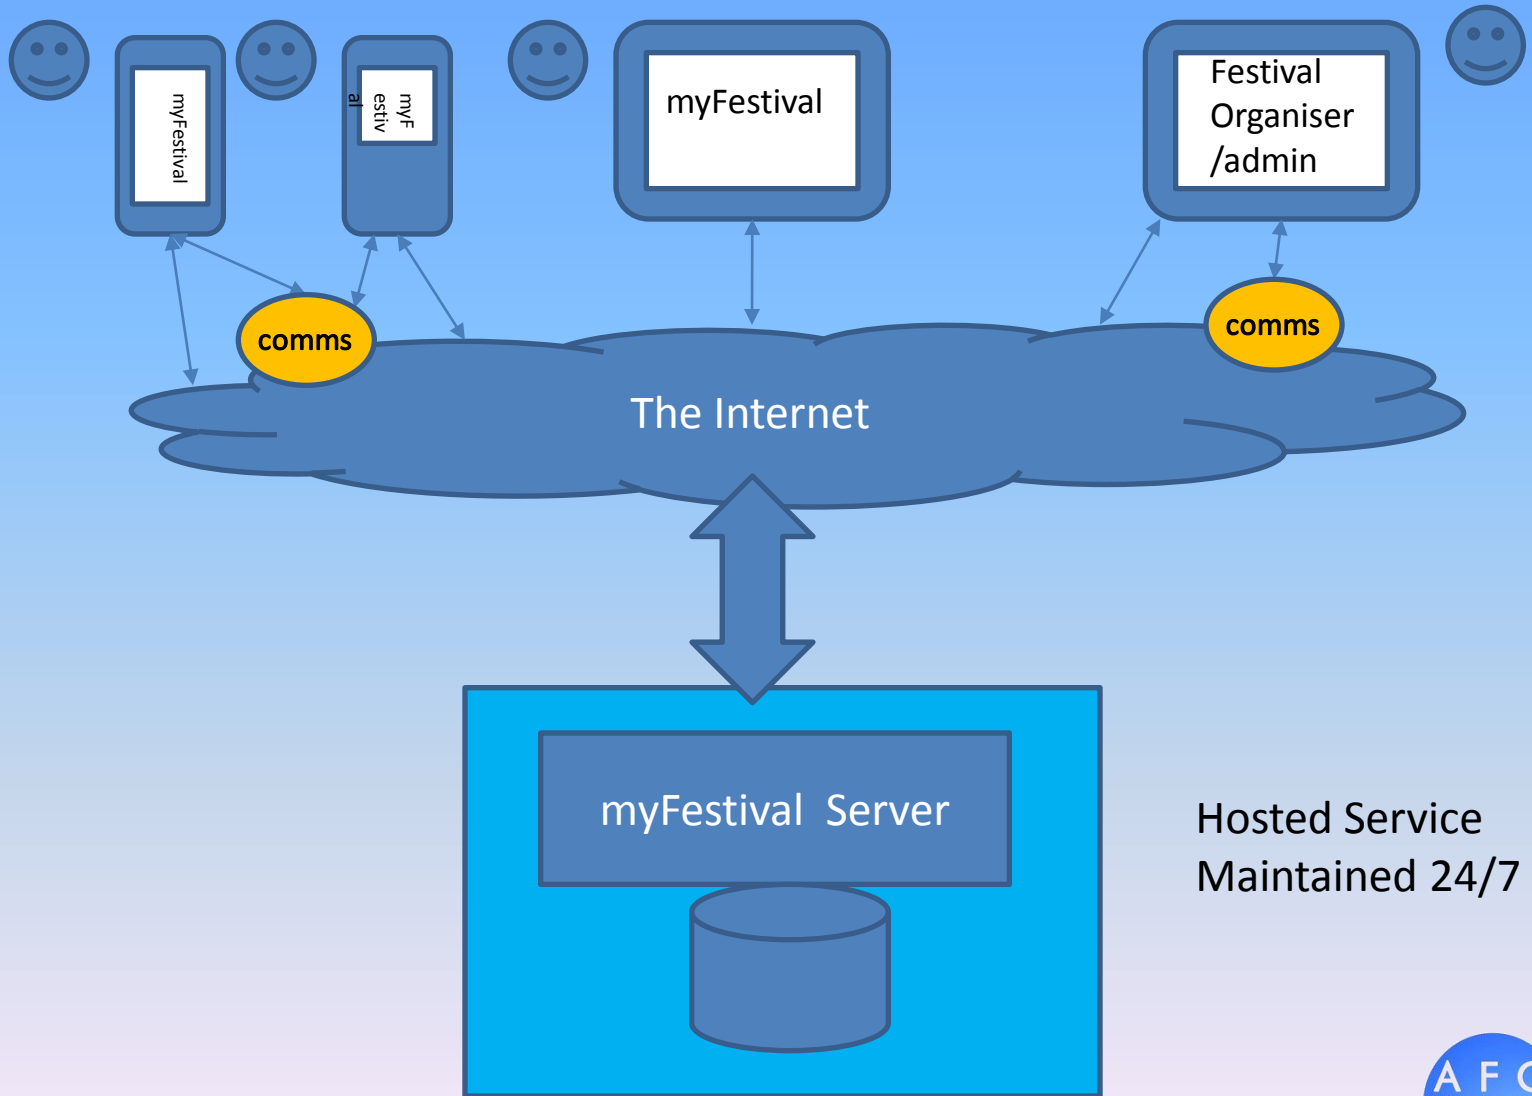 myFestival
myF
estiv
al
myFestival
Festival
Organiser
/admin
comms
comms
The Internet
myFestival Server
Hosted Service
Maintained 24/7
A F